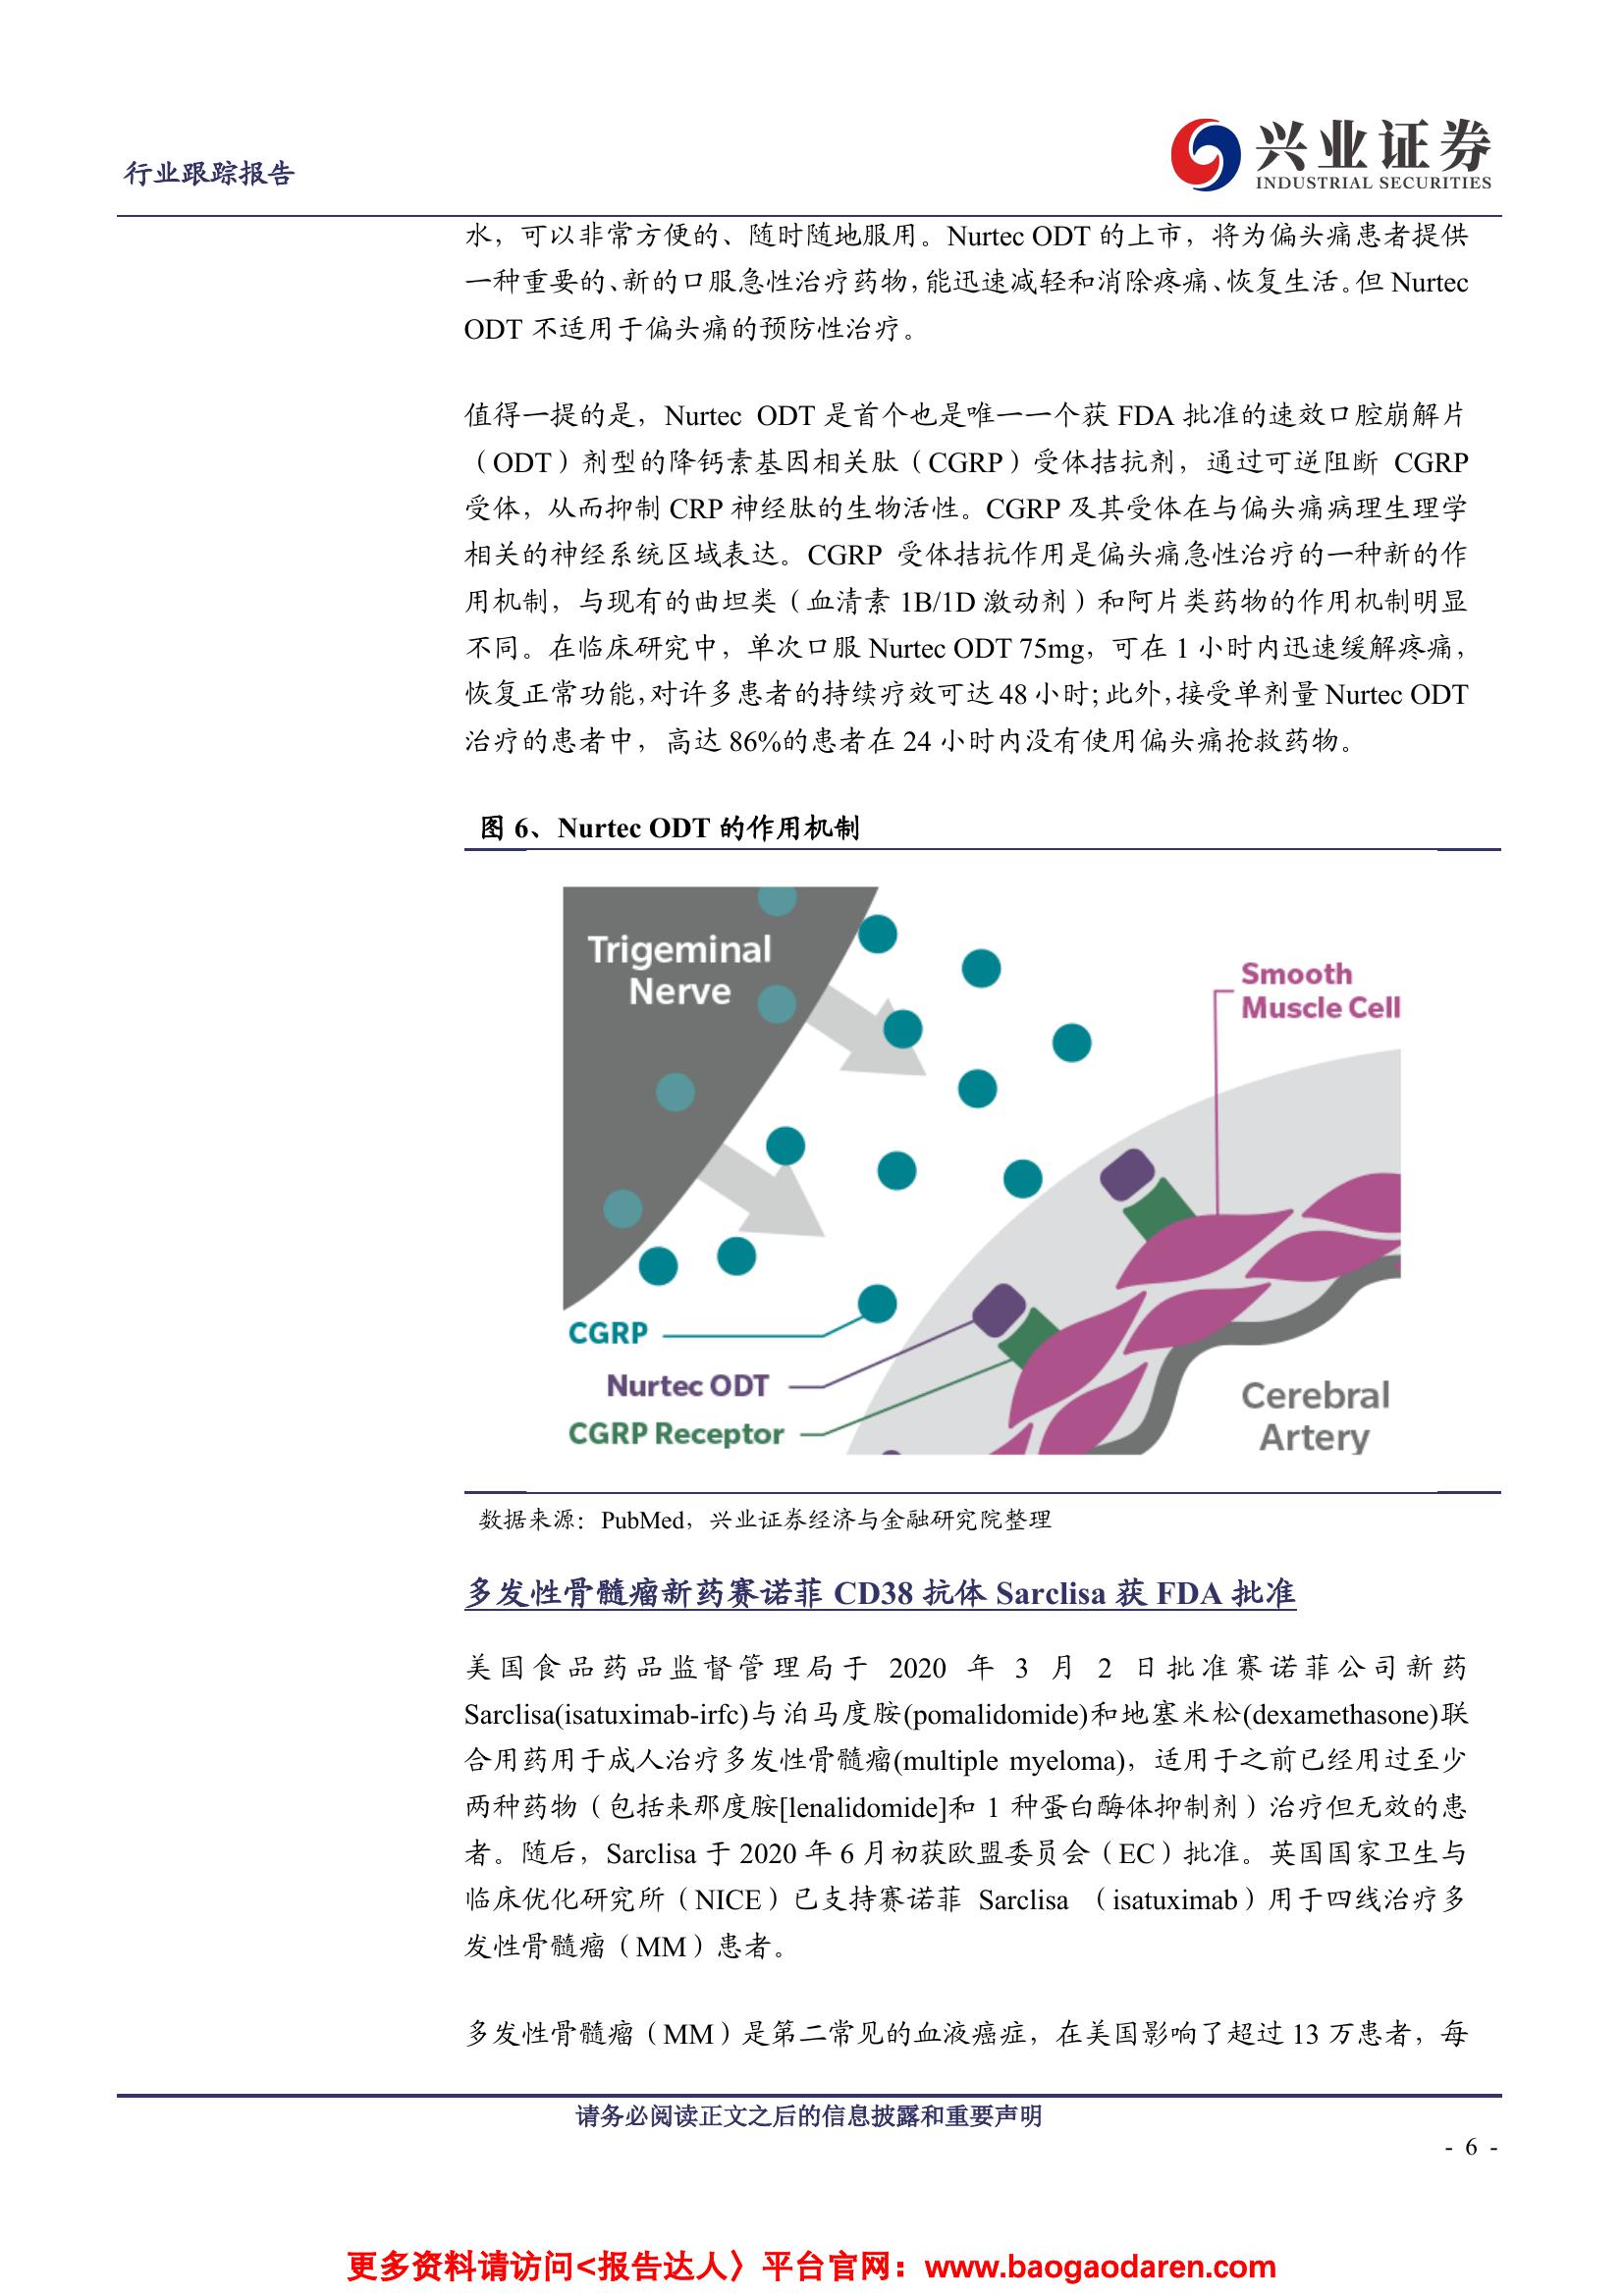 行业跟踪报告
兴业证券
INDUSTRIAL SECURITIES
水，可以非常方便的、随时随地服用。Nurtec ODT 的上市，将为偏头痛患者提供
一种重要的、新的口服急性治疗药物，能迅速减轻和消除疼痛、恢复生活。但 Nurtec
ODT 不适用于偏头痛的预防性治疗。
值得一提的是，Nurtec ODT 是首个也是唯一一个获 FDA 批准的速效口腔崩解片
（ODT）剂型的降钙素基因相关肽（CGRP）受体拮抗剂，通过可逆阻断 CGRP
受体，从而抑制 CRP 神经肽的生物活性。CGRP 及其受体在与偏头痛病理生理学
相关的神经系统区域表达。CGRP 受体拮抗作用是偏头痛急性治疗的一种新的作
用机制，与现有的曲坦类（血清素 1B/1D 激动剂）和阿片类药物的作用机制明显
不同。在临床研究中，单次口服 Nurtec ODT 75mg，可在 1 小时内迅速缓解疼痛，
恢复正常功能，对许多患者的持续疗效可达 48 小时；此外，接受单剂量 Nurtec ODT
治疗的患者中，高达 86%的患者在 24 小时内没有使用偏头痛抢救药物。
图 6、Nurtec ODT 的作用机制
Trigeminal
Nerve
Smooth
Muscle Cell
CGRP
Nurtec ODT
CGRP Receptor
Cerebral
Artery
数据来源：PubMed，兴业证券经济与金融研究院整理
多发性骨髓瘤新药赛诺菲 CD38 抗体 Sarclisa 获 FDA 批准
美国食品药品监督管理局于 2020 年 3 月 2 日批准赛诺菲公司新药
Sarclisa(isatuximab-irfc)与泊马度胺(pomalidomide)和地塞米松(dexamethasone)联
合用药用于成人治疗多发性骨髓瘤(multiple myeloma)，适用于之前已经用过至少
两种药物（包括来那度胺[lenalidomide]和 1 种蛋白酶体抑制剂）治疗但无效的患
者。随后，Sarclisa 于 2020 年 6 月初获欧盟委员会（EC）批准。英国国家卫生与
临床优化研究所（NICE）已支持赛诺菲 Sarclisa （isatuximab）用于四线治疗多
发性骨髓瘤（MM）患者。
多发性骨髓瘤（MM）是第二常见的血液癌症，在美国影响了超过 13 万患者，每
请务必阅读正文之后的信息披露和重要声明
- 6 -
更多资料请访问<报告达人〉平台官网：www.baogaodaren.com